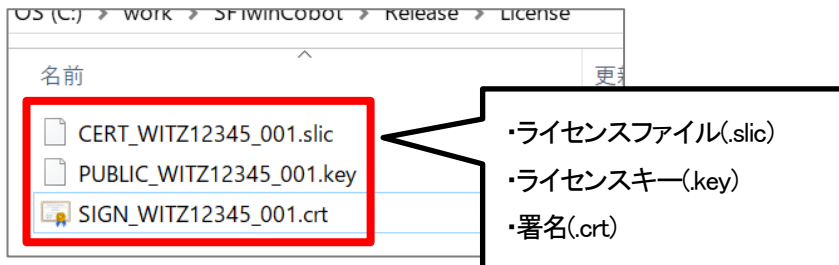 OS (C:) > work > SFTwinCobot > Release > License
名前
更新
CERT_WITZ12345_001.slic
PUBLIC_WITZ12345_001.key
SIGN_WITZ12345_001.crt
・ライセンスファイル(.slic)
・ライセンスキー(.key)
・署名(.crt)